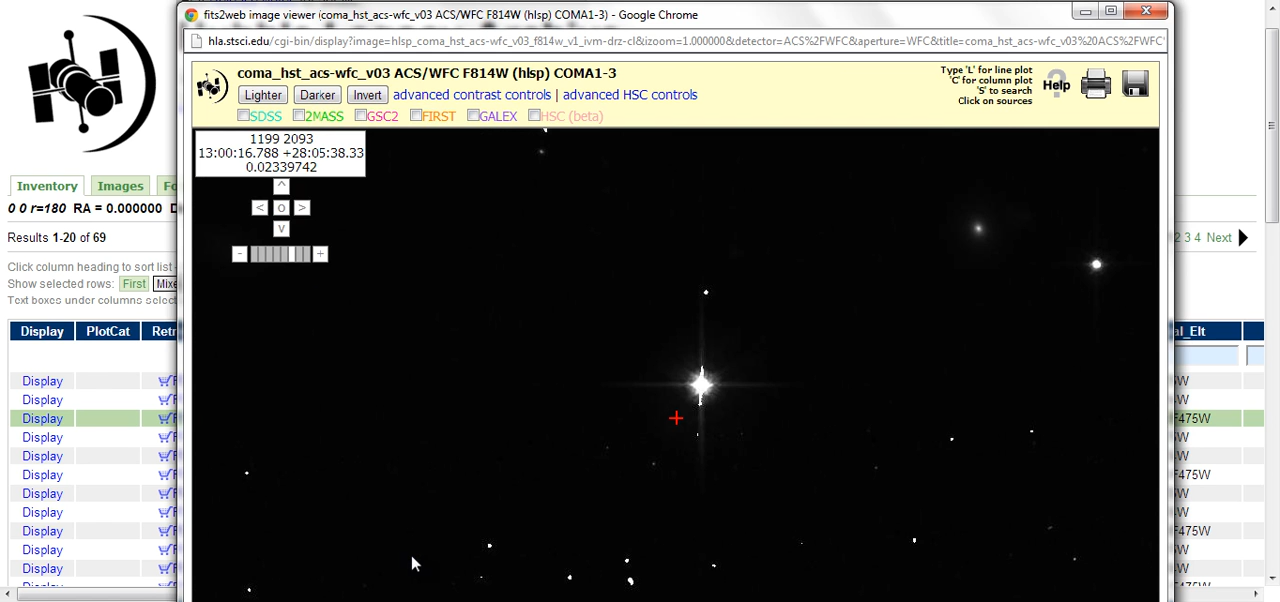 fits2web image viewer (coma_hst_acs-wfc_v03 ACS/WFC F814W (hlsp) COMA1-3) - Google Chrome
hla.stsci.edu/cgi-bin/display?image=hlsp_coma_hst_acs-wfc_v03_f814w_v1_ivm-drz-cl&izoom=1.000000&detector=ACS%2FWFC&aperture=WFC&title=coma_hst_acs-wfc_v03%20ACS%2FWFC%
coma_hst_acs-wfc_v03 ACS/WFC F814W (hlsp) COMA1-3
Lighter Darker Invert advanced contrast controls | advanced HSC controls
SDSS 2MASS GSC2 FIRST GALEX HSC (beta)
Type 'L' for line plot
'C' for column plot
'S' to search
Click on sources
Help
1199 2093
13:00:16.788 +28:05:38.33
0.02339742
^
< o >
v
- +
Inventory Images Fo
0 0 r=180 RA = 0.000000 D
Results 1-20 of 69
2 3 4 Next
Click column heading to sort list -
Show selected rows: First Mixe
Text boxes under columns select
Display PlotCat Retr al_Elt
Display F W
Display F W
Display F F475W
Display F W
Display F W
Display F F475W
Display F W
Display F W
Display F F475W
Display F W
Display F W